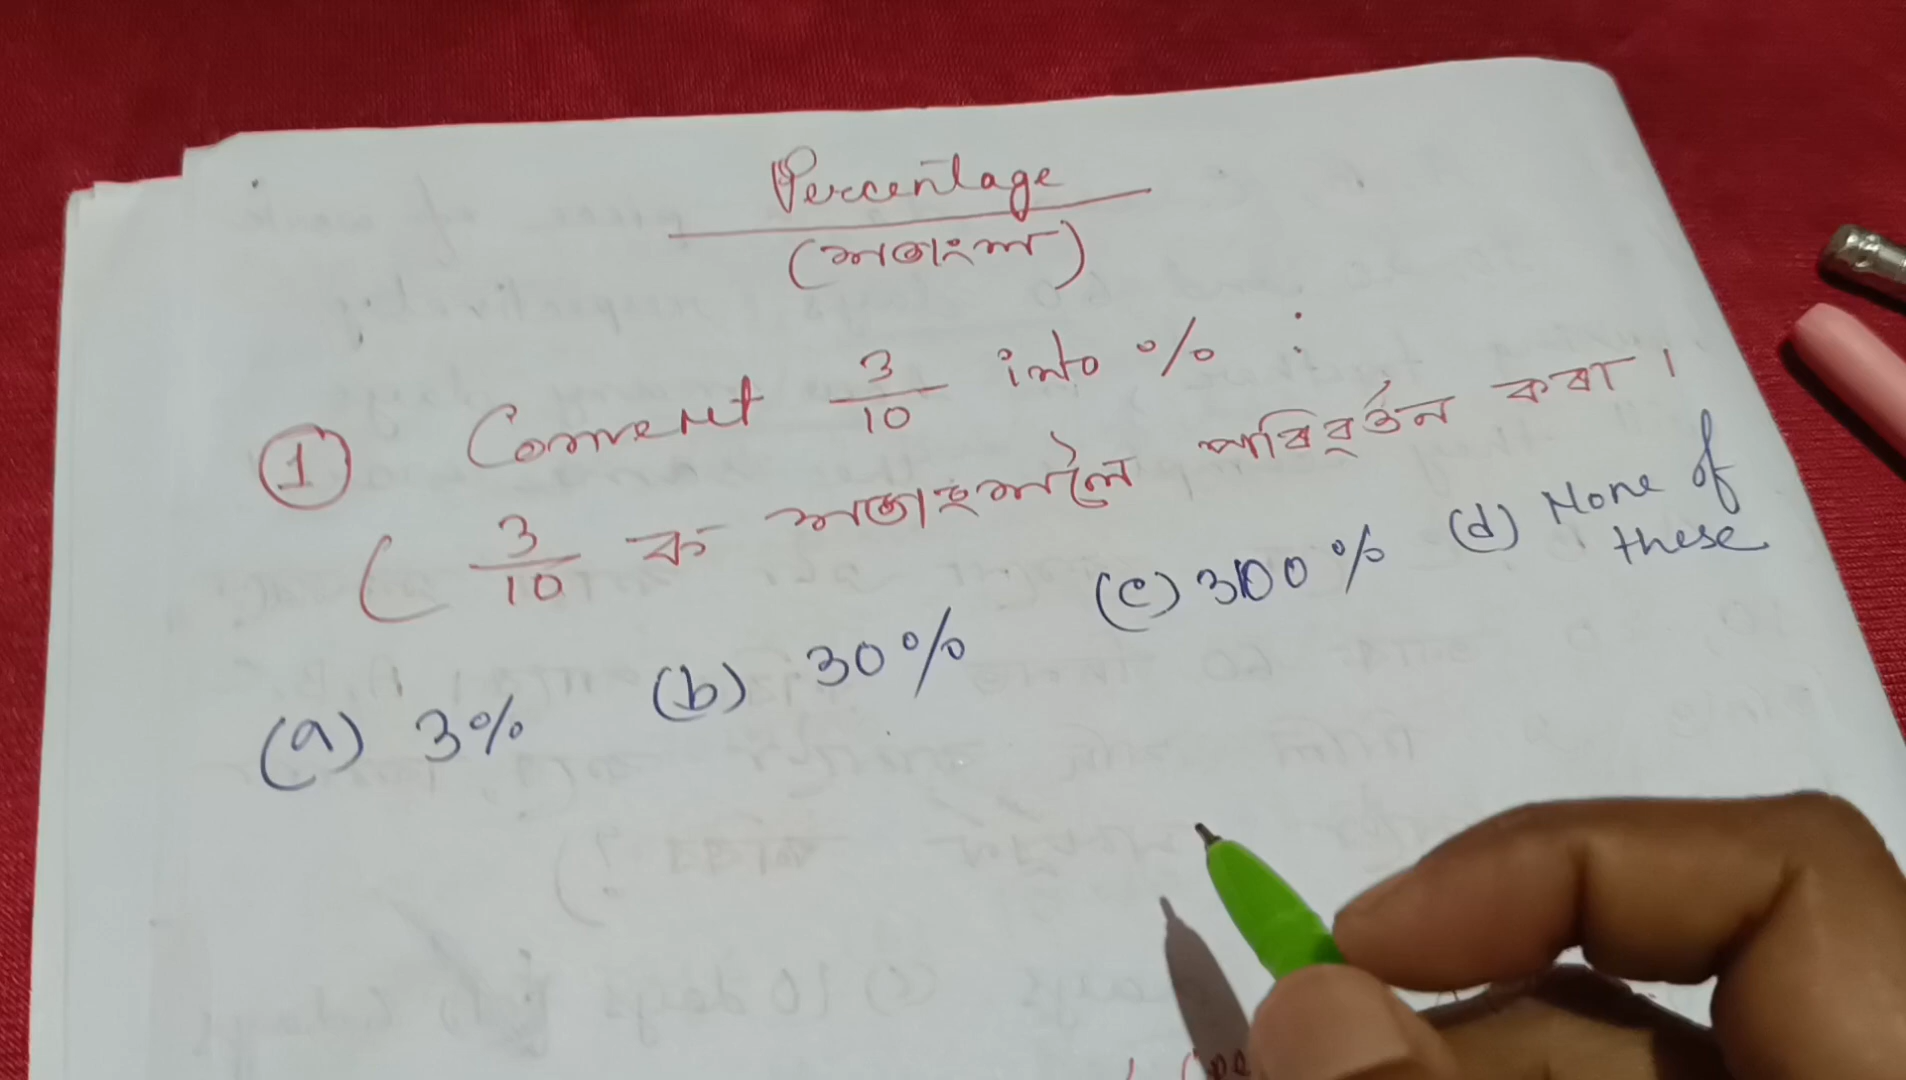 Percentage
(শতাংশ)
① Convert 3/10 into % :
( 3/10 ক শতাংশলৈ পৰিবৰ্তন কৰা ।
(a) 3% (b) 30% (c) 300% (d) None of these